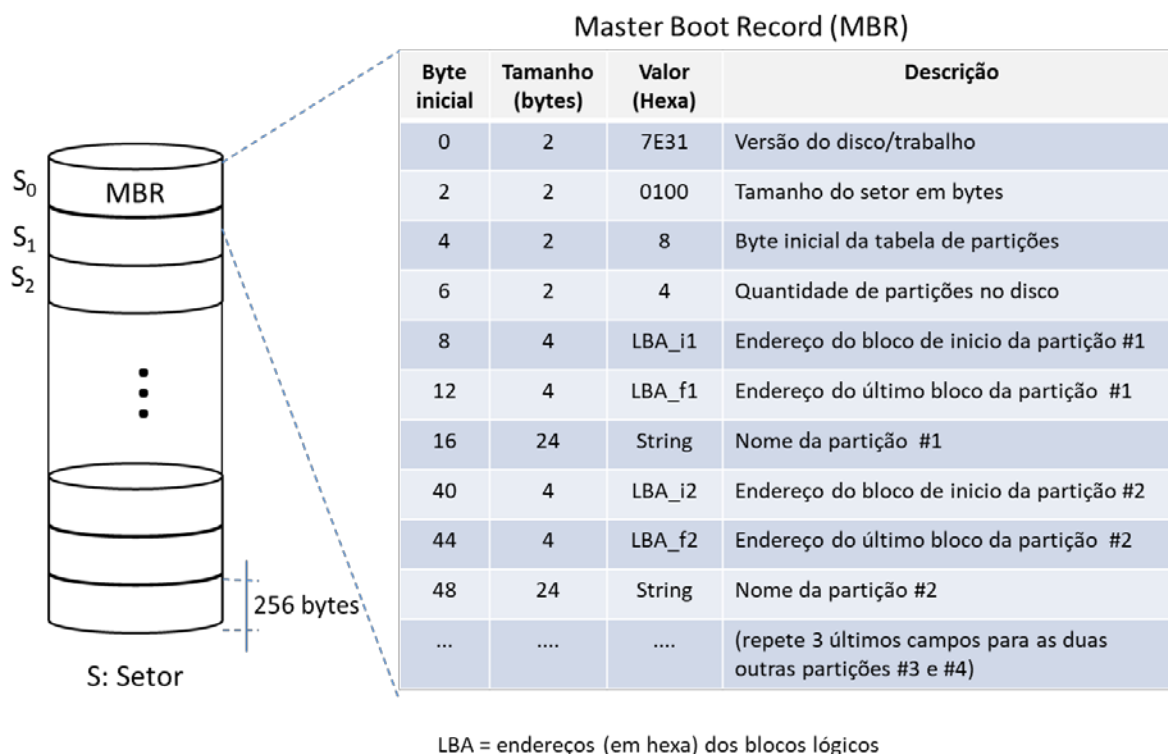 Master Boot Record (MBR)
Byte inicial Tamanho (bytes) Valor (Hexa) Descrição
0 2 7E31 Versão do disco/trabalho
2 2 0100 Tamanho do setor em bytes
4 2 8 Byte inicial da tabela de partições
6 2 4 Quantidade de partições no disco
8 4 LBA_i1 Endereço do bloco de inicio da partição #1
12 4 LBA_f1 Endereço do último bloco da partição #1
16 24 String Nome da partição #1
40 4 LBA_i2 Endereço do bloco de inicio da partição #2
44 4 LBA_f2 Endereço do último bloco da partição #2
48 24 String Nome da partição #2
... .... .... (repete 3 últimos campos para as duas
outras partições #3 e #4)
S0 MBR
S1
S2
256 bytes
S: Setor
LBA = endereços (em hexa) dos blocos lógicos